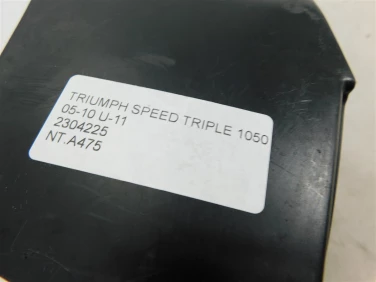 TRIUMPH SPEED TRIPLE 1050
05-10 U-11
2304225
NT.A475